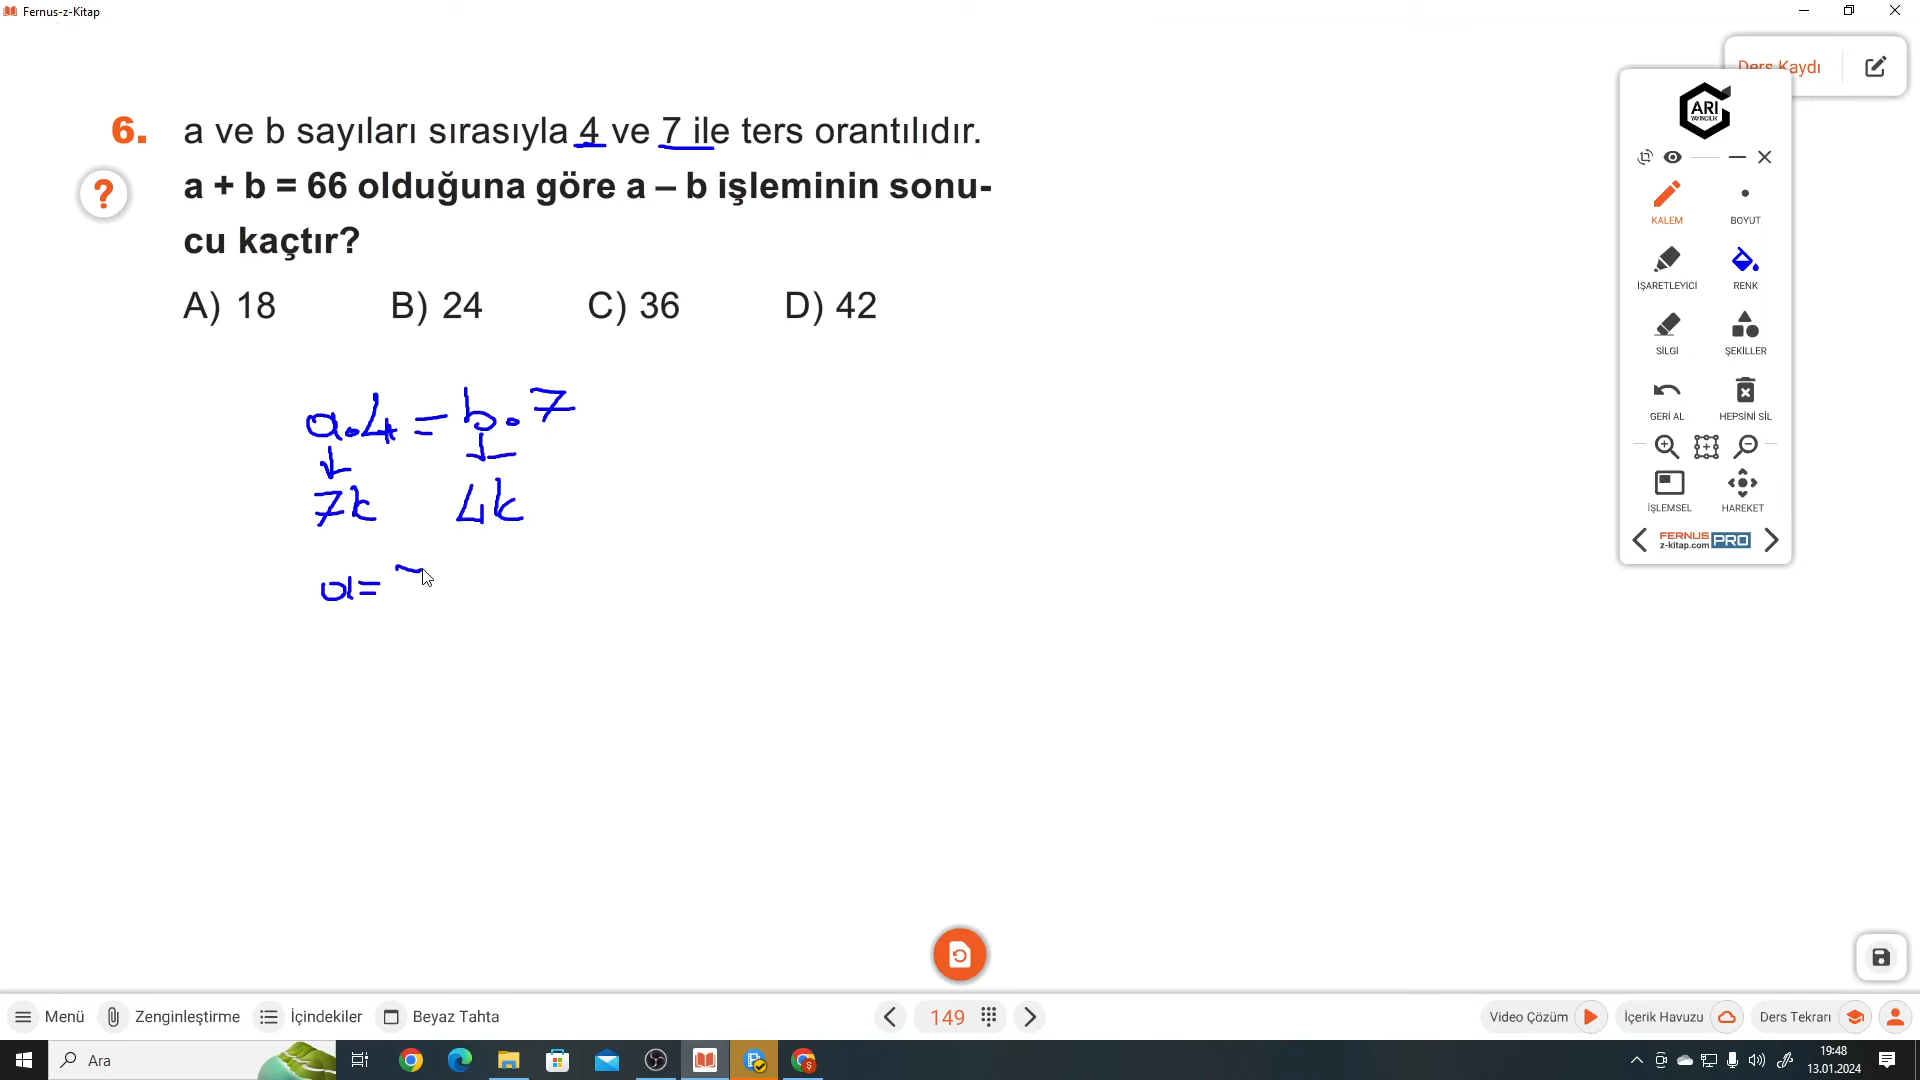 Fernus-z-Kitap
Ders Kaydı
ARI
YAYINCILIK
6. a ve b sayıları sırasıyla 4 ve 7 ile ters orantılıdır.
? a + b = 66 olduğuna göre a – b işleminin sonu-
cu kaçtır?
A) 18 B) 24 C) 36 D) 42
KALEM BOYUT
İŞARETLEYİCİ RENK
SİLGİ ŞEKİLLER
GERİ AL HEPSİNİ SİL
İŞLEMSEL HAREKET
FERNUS
z-kitap.com PRO
a.4 = b.7
7k 4k
a=
Menü Zenginleştirme İçindekiler Beyaz Tahta 149 Video Çözüm İçerik Havuzu Ders Tekrarı
Ara
19:48
13.01.2024